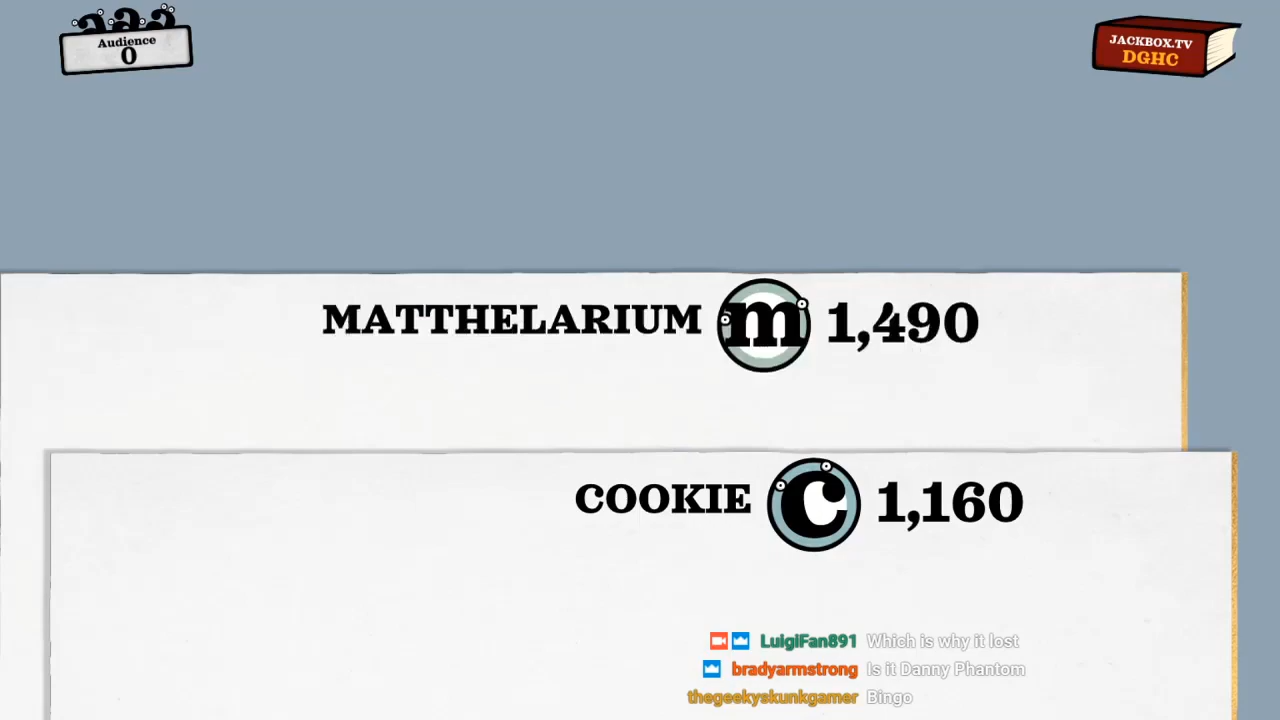 Audience
0
JACKBOX.TV
DGHC
MATTHELARIUM m 1,490
COOKIE c 1,160
LuigiFan891 Which is why it lost
bradyarmstrong Is it Danny Phantom
thegeekyskunkgamer Bingo